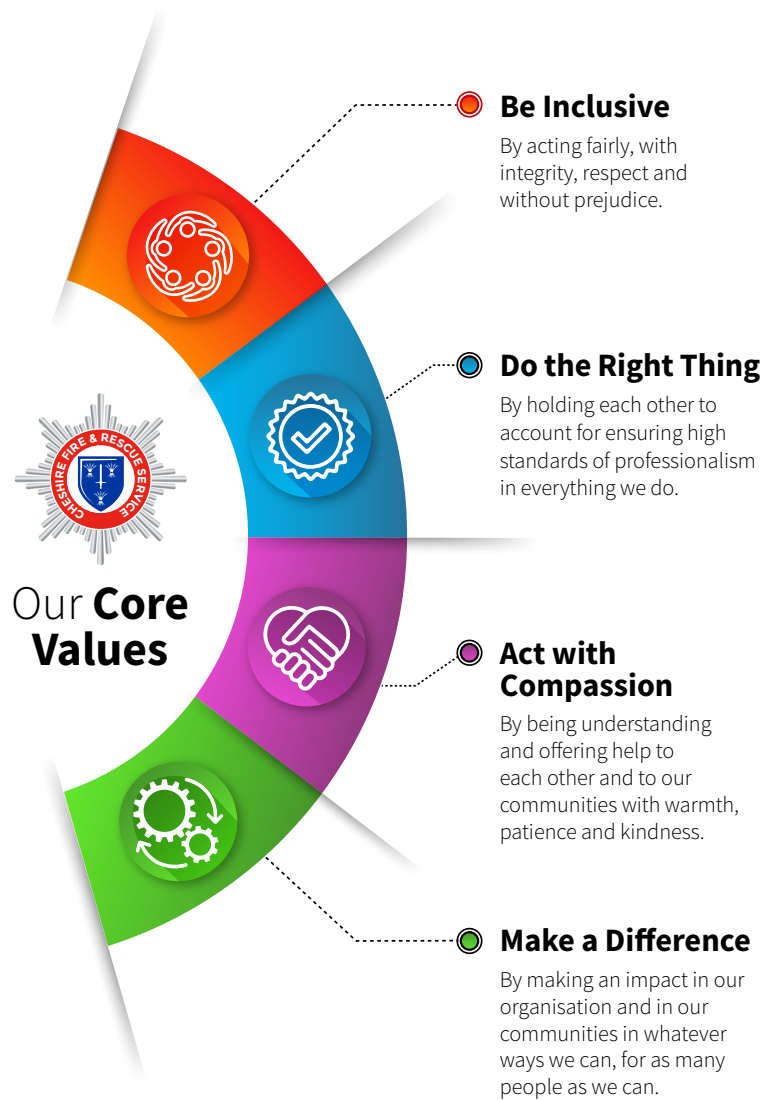 Be Inclusive
By acting fairly, with
integrity, respect and
without prejudice.
Do the Right Thing
By holding each other to
account for ensuring high
standards of professionalism
in everything we do.
CHESHIRE FIRE & RESCUE SERVICE
Our Core
Values
Act with
Compassion
By being understanding
and offering help to
each other and to our
communities with warmth,
patience and kindness.
Make a Difference
By making an impact in our
organisation and in our
communities in whatever
ways we can, for as many
people as we can.